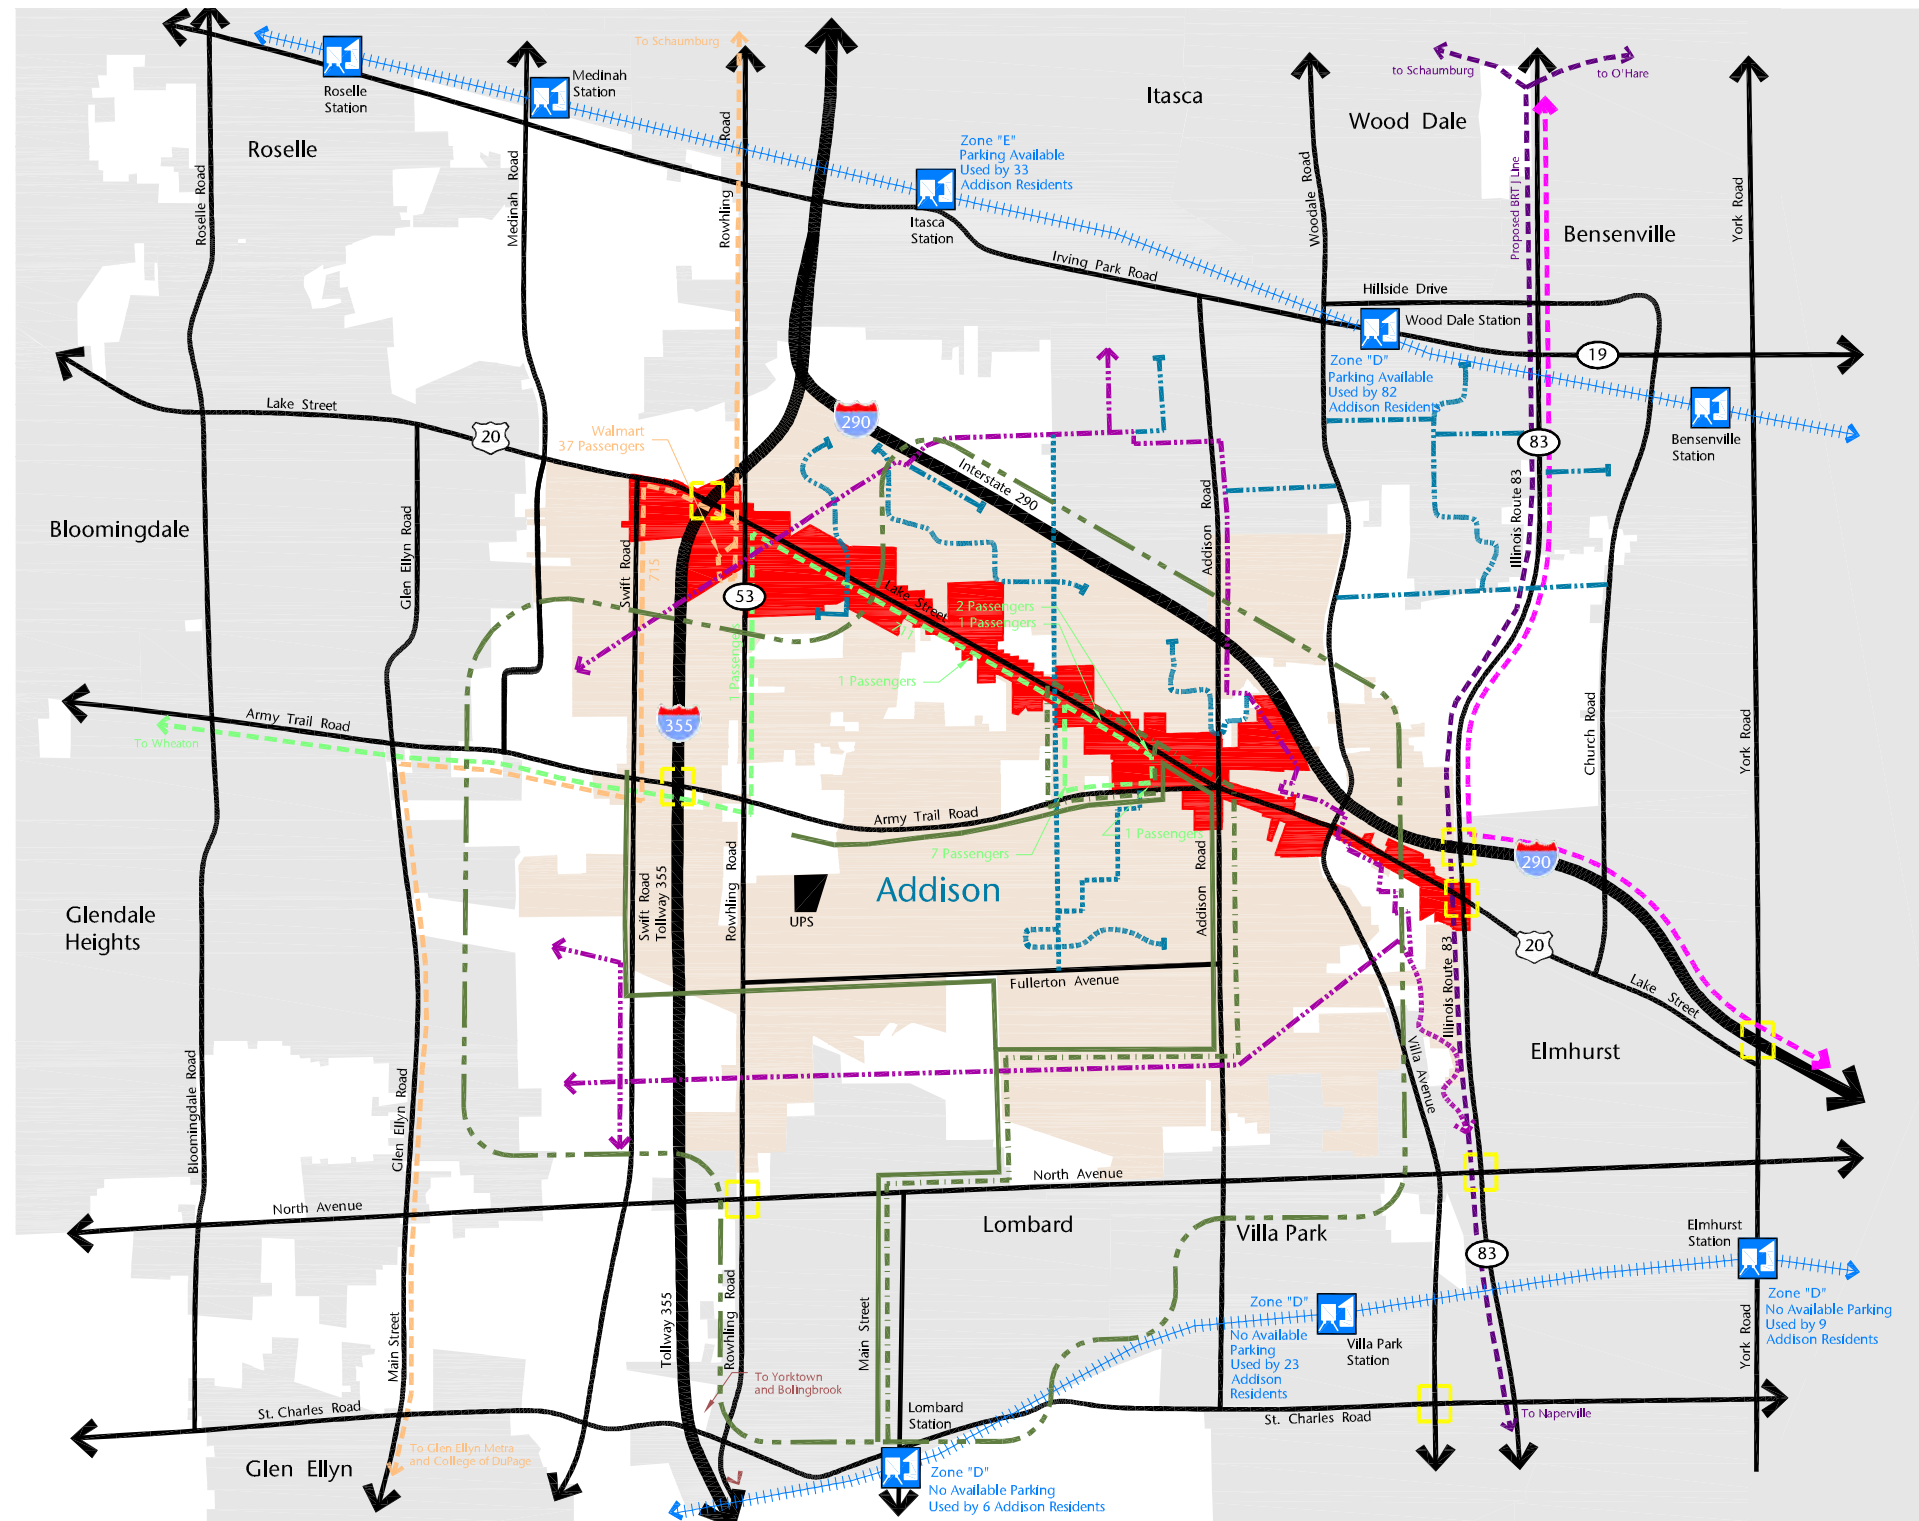 To Schaumburg
to Schaumburg
to O'Hare
Medinah
Station
Roselle
Station
Itasca
Wood Dale
Roselle
Zone "E"
Parking Available
Used by 33
Addison Residents
Itasca
Station
Roselle Road
Medinah Road
Rowhling Road
Woodale Road
Proposed BRT J Line
York Road
Bensenville
Irving Park Road
Hillside Drive
Wood Dale Station
19
Zone "D"
Parking Available
Used by 82
Addison Residents
Bensenville
Station
Lake Street
20
Walmart
37 Passengers
290
83
Interstate 290
Bloomingdale
Glen Ellyn Road
Swift Road
715
53
Addison Road
Illinois Route 83
Lake Street
711
2 Passengers
1 Passengers
1 Passengers
1 Passengers
355
Army Trail Road
To Wheaton
Church Road
York Road
Army Trail Road
1 Passengers
7 Passengers
290
Addison
UPS
Glendale
Heights
Swift Road
Tollway 355
Rowhling Road
Addison Road
20
Fullerton Avenue
Illinois Route 83
Lake Street
Elmhurst
Villa Avenue
Bloomingdale Road
Glen Ellyn Road
North Avenue
North Avenue
Lombard
Villa Park
83
Elmhurst
Station
Zone "D"
No Available Parking
Used by 9
Addison Residents
Zone "D"
No Available
Parking
Used by 23
Addison
Residents
Villa Park
Station
Main Street
Tollway 355
Rowhling Road
Main Street
York Road
To Yorktown
and Bolingbrook
St. Charles Road
Lombard
Station
St. Charles Road
To Naperville
To Glen Ellyn Metra
and College of DuPage
Glen Ellyn
Zone "D"
No Available Parking
Used by 6 Addison Residents